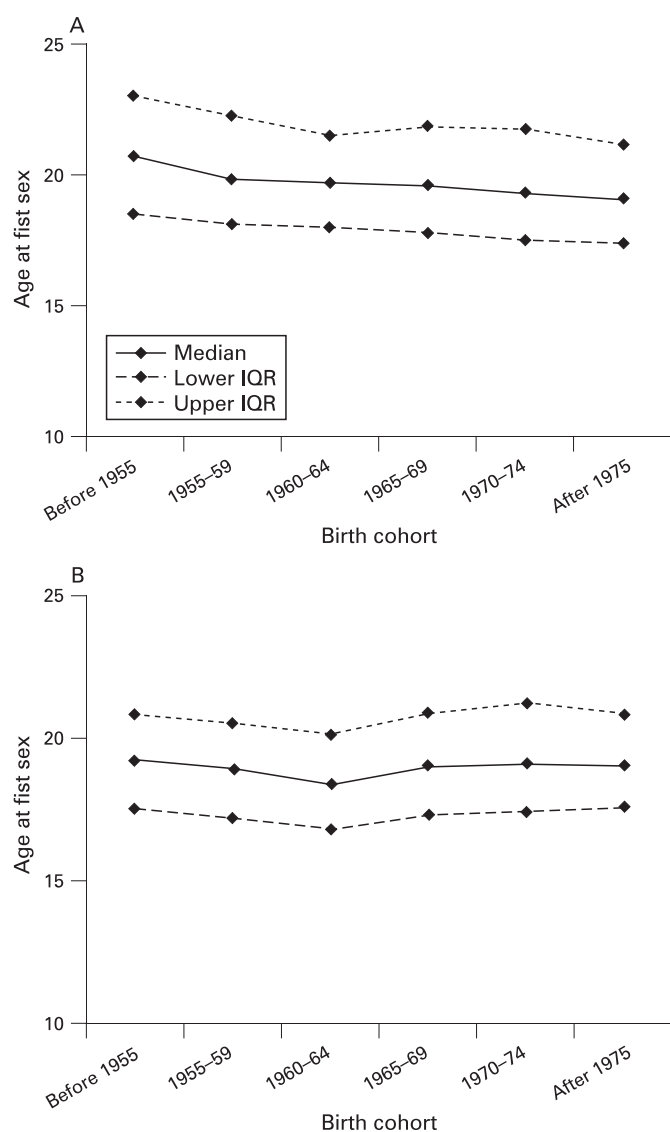 A
25
20
15
10
Age at fist sex
Median
Lower IQR
Upper IQR
Before 1955
1955–59
1960–64
1965–69
1970–74
After 1975
Birth cohort
B
25
20
15
10
Age at fist sex
Before 1955
1955–59
1960–64
1965–69
1970–74
After 1975
Birth cohort